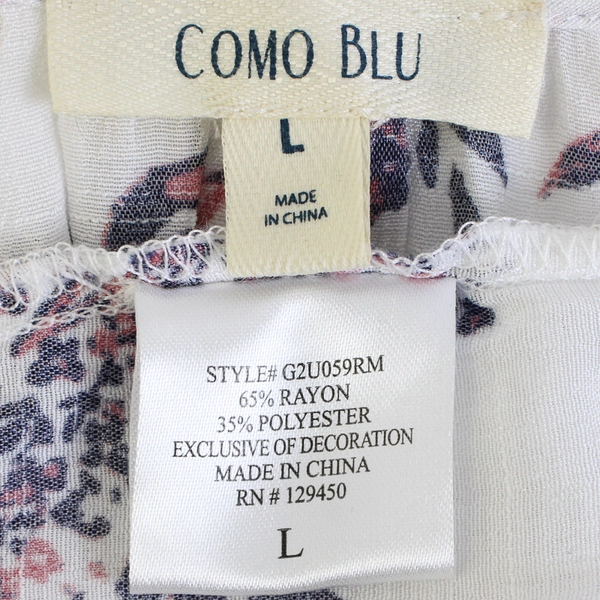 COMO BLU
L
MADE
IN CHINA
STYLE# G2U059RM
65% RAYON
35% POLYESTER
EXCLUSIVE OF DECORATION
MADE IN CHINA
RN # 129450
L